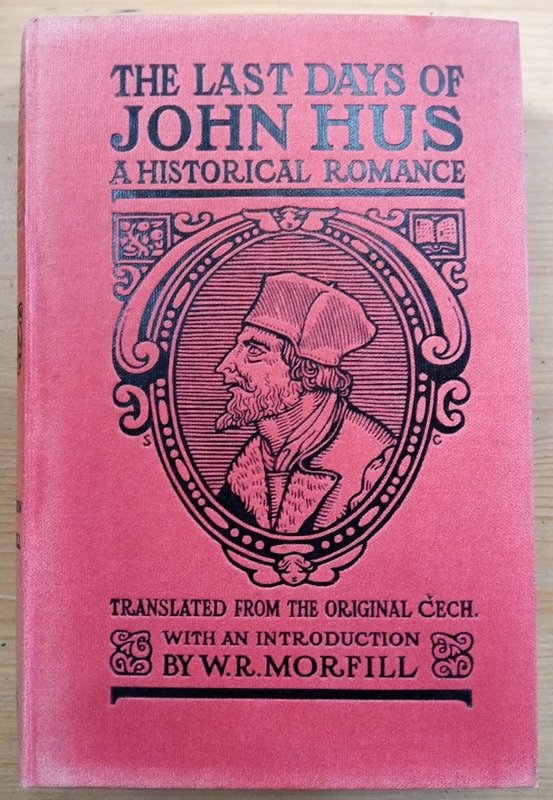 THE LAST DAYS OF
JOHN HUS
A HISTORICAL ROMANCE
S C
TRANSLATED FROM THE ORIGINAL ČECH.
WITH AN INTRODUCTION
BY W. R. MORFILL